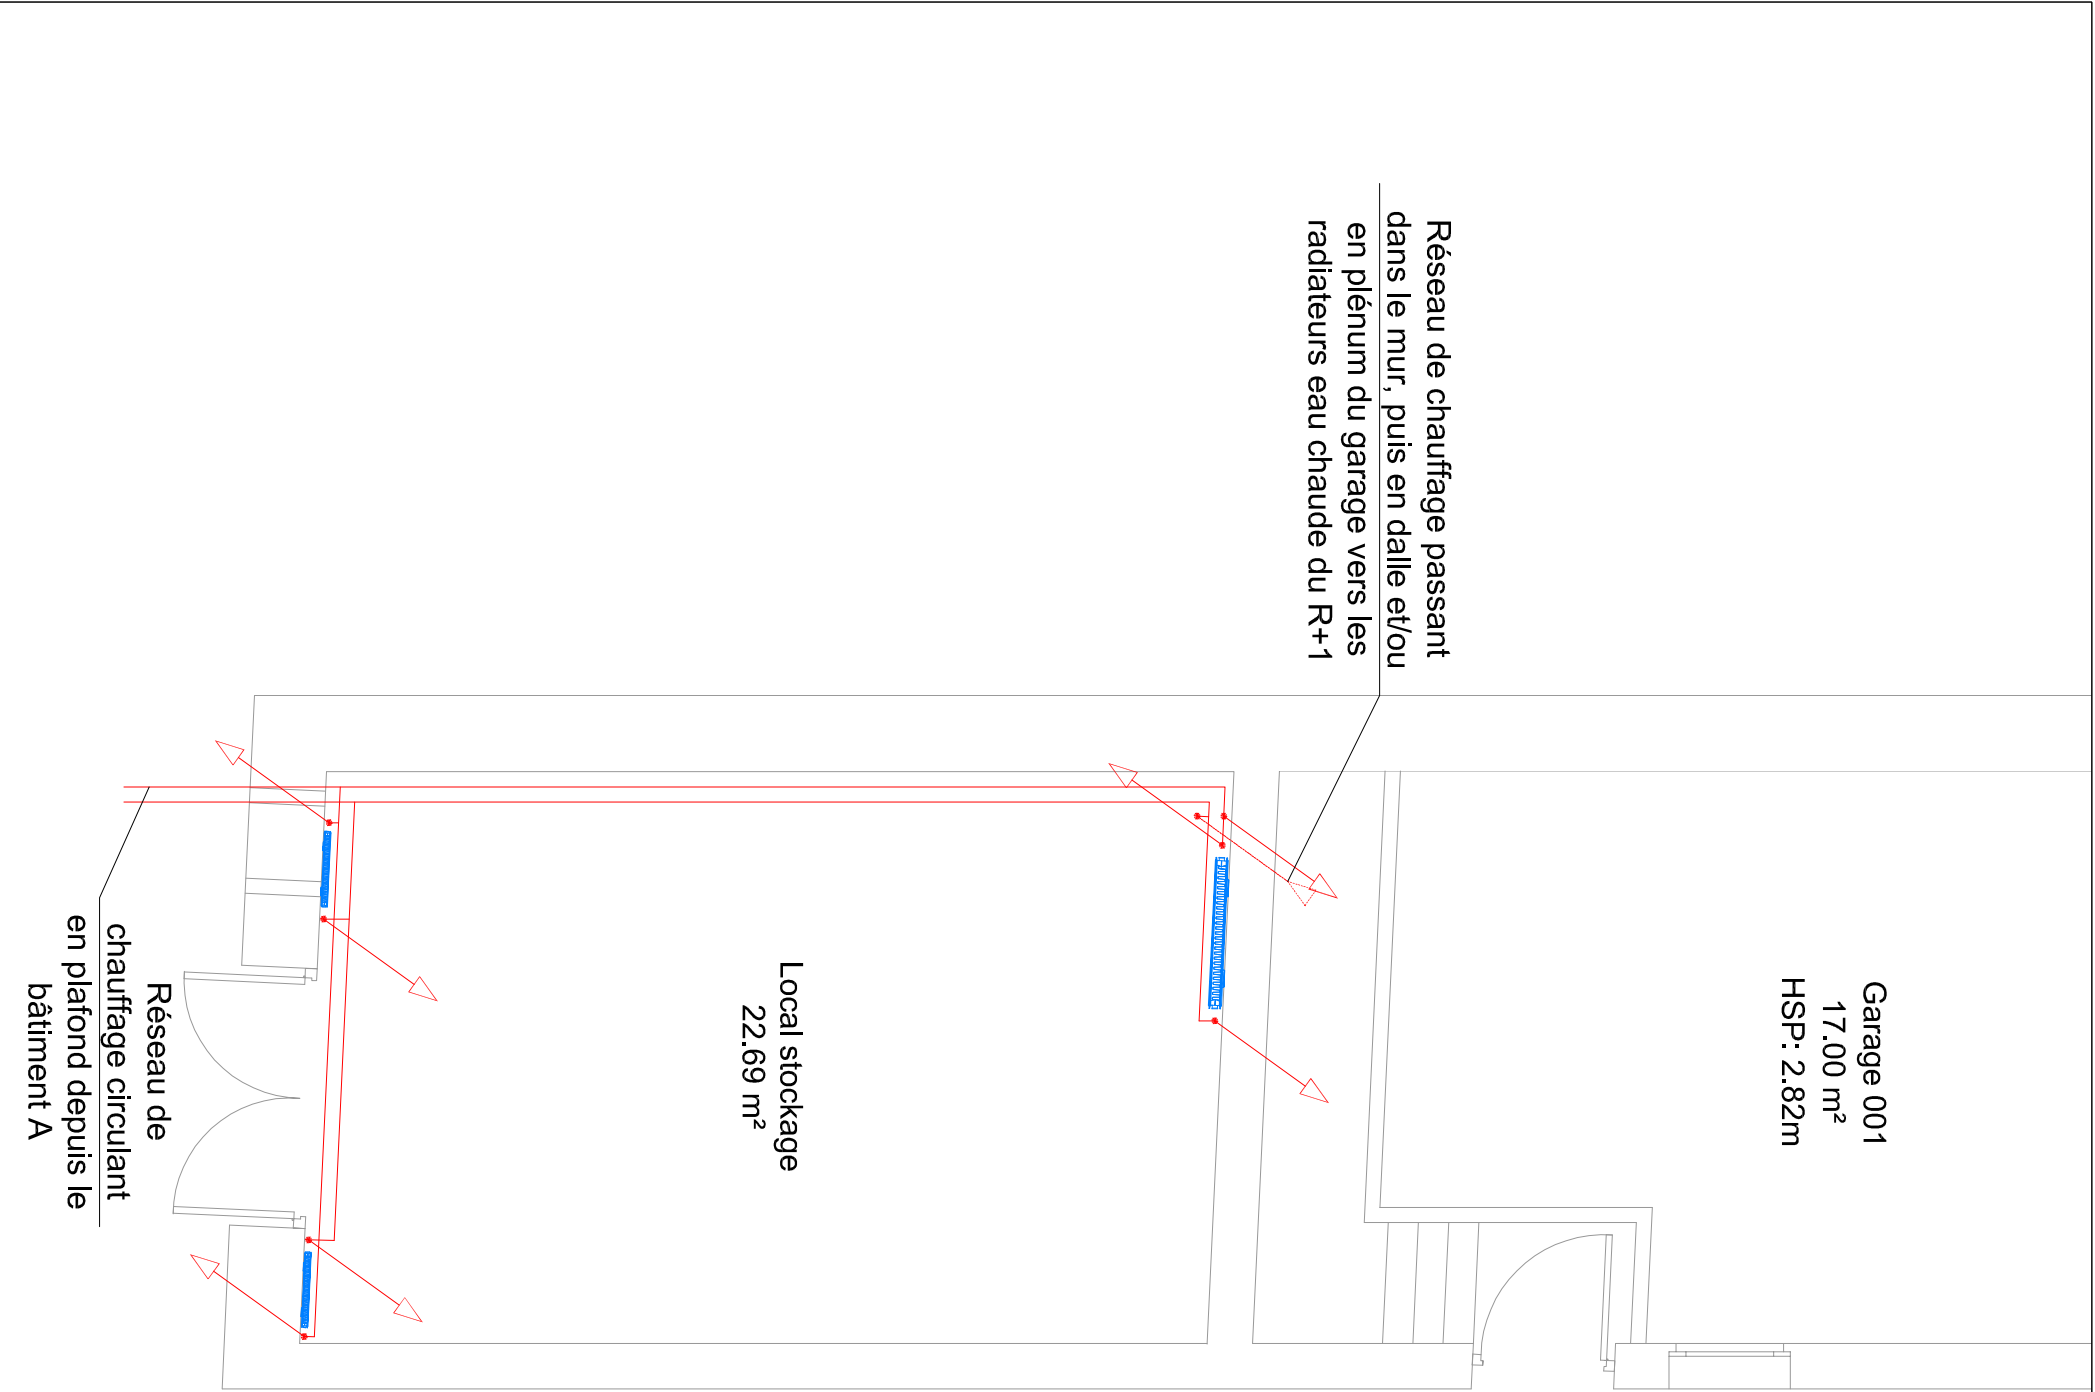 Réseau de chauffage passant
dans le mur, puis en dalle et/ou
en plénum du garage vers les
radiateurs eau chaude du R+1
Garage 001
17.00 m²
HSP: 2.82m
Local stockage
22.69 m²
Réseau de
chauffage circulant
en plafond depuis le
bâtiment A